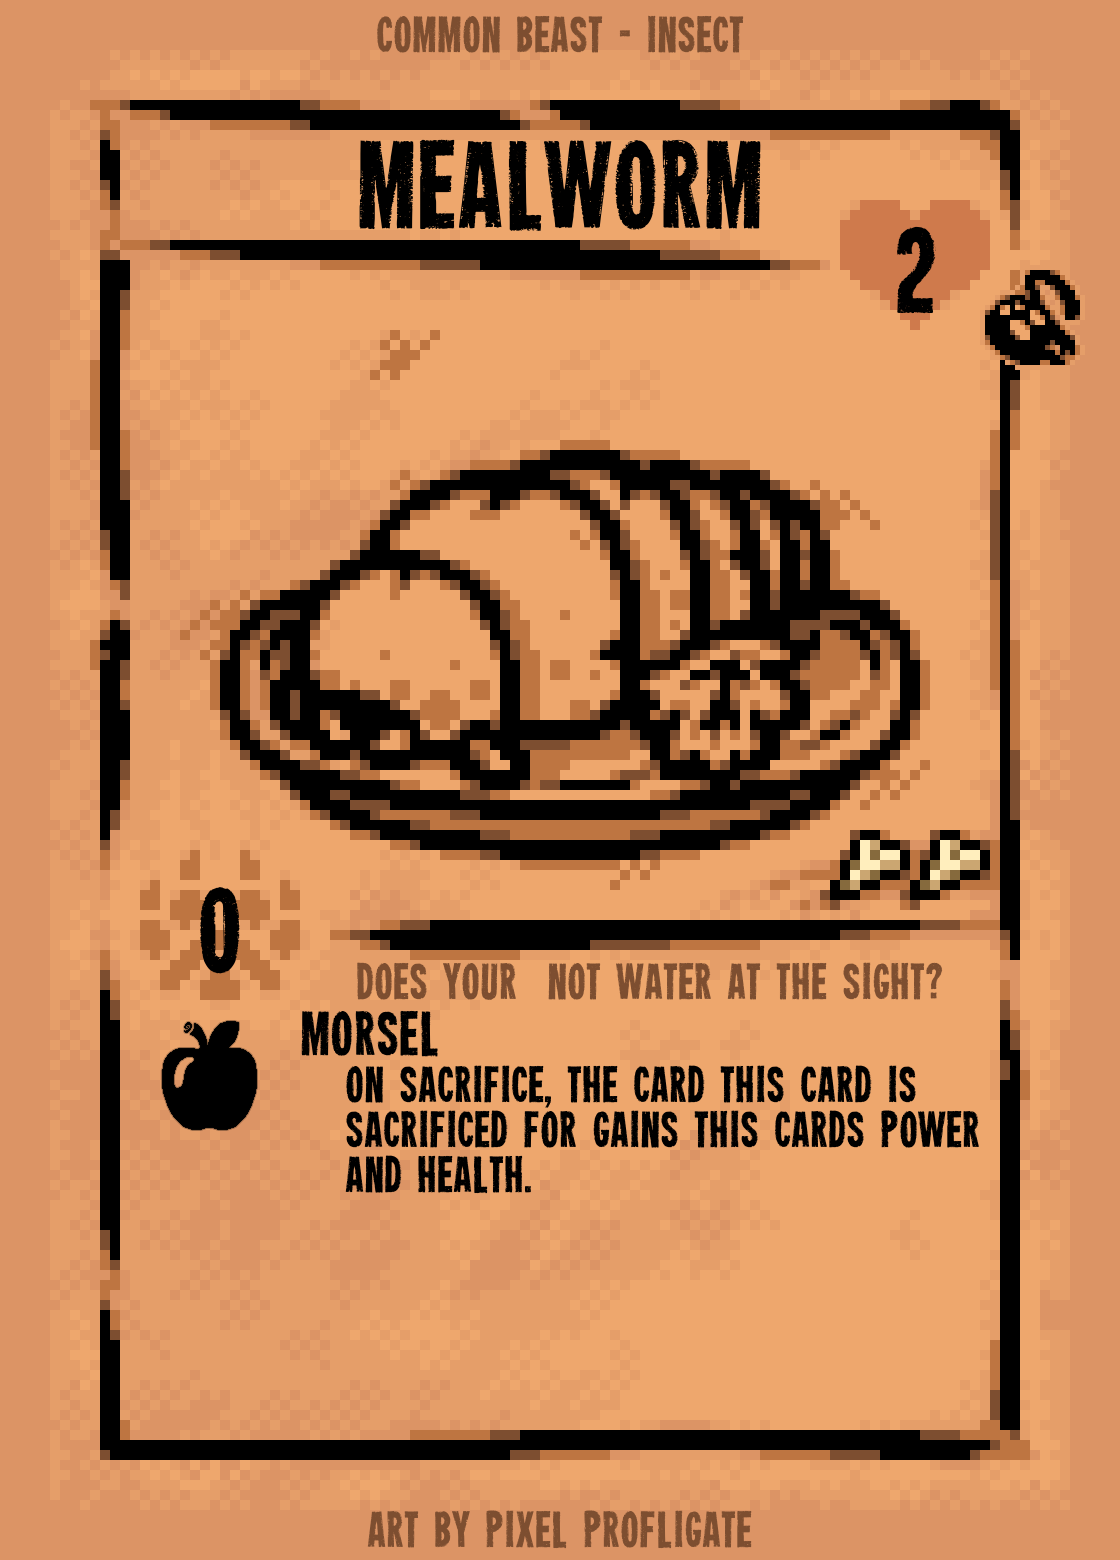 COMMON BEAST - INSECT
MEALWORM
2
0
DOES YOUR  NOT WATER AT THE SIGHT?
MORSEL
ON SACRIFICE, THE CARD THIS CARD IS
SACRIFICED FOR GAINS THIS CARDS POWER
AND HEALTH.
ART BY PIXEL PROFLIGATE